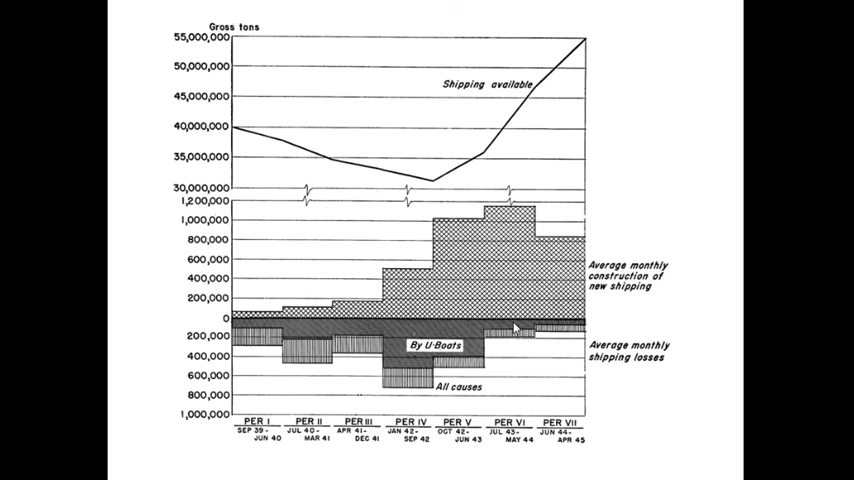 Gross tons
55,000,000
50,000,000
45,000,000
40,000,000
35,000,000
30,000,000
1,200,000
1,000,000
800,000
600,000
400,000
200,000
0
200,000
400,000
600,000
800,000
1,000,000
Shipping available
Average monthly
construction of
new shipping
By U-Boats
Average monthly
shipping losses
All causes
PER I
SEP 39-
JUN 40
PER II
JUL 40-
MAR 41
PER III
APR 41-
DEC 41
PER IV
JAN 42-
SEP 42
PER V
OCT 42-
JUN 43
PER VI
JUL 43-
MAY 44
PER VII
JUN 44-
APR 45